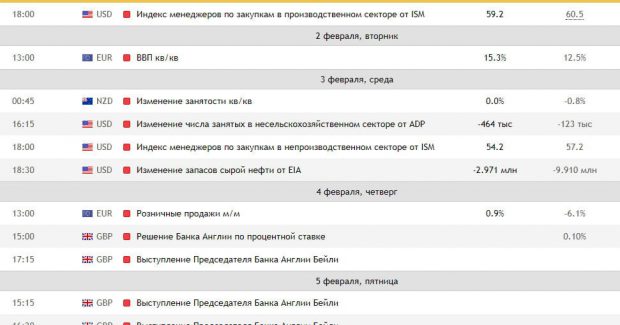 18:00 USD Индекс менеджеров по закупкам в производственном секторе от ISM 59.2 60.5
2 февраля, вторник
13:00 EUR ВВП кв/кв 15.3% 12.5%
3 февраля, среда
00:45 NZD Изменение занятости кв/кв 0.0% -0.8%
16:15 USD Изменение числа занятых в несельскохозяйственном секторе от ADP -464 тыс -123 тыс
18:00 USD Индекс менеджеров по закупкам в непроизводственном секторе от ISM 54.2 57.2
18:30 USD Изменение запасов сырой нефти от EIA -2.971 млн -9.910 млн
4 февраля, четверг
13:00 EUR Розничные продажи м/м 0.9% -6.1%
15:00 GBP Решение Банка Англии по процентной ставке 0.10%
17:15 GBP Выступление Председателя Банка Англии Бейли
5 февраля, пятница
15:15 GBP Выступление Председателя Банка Англии Бейли
GBP Выступление Председателя Банка Англии Бейли